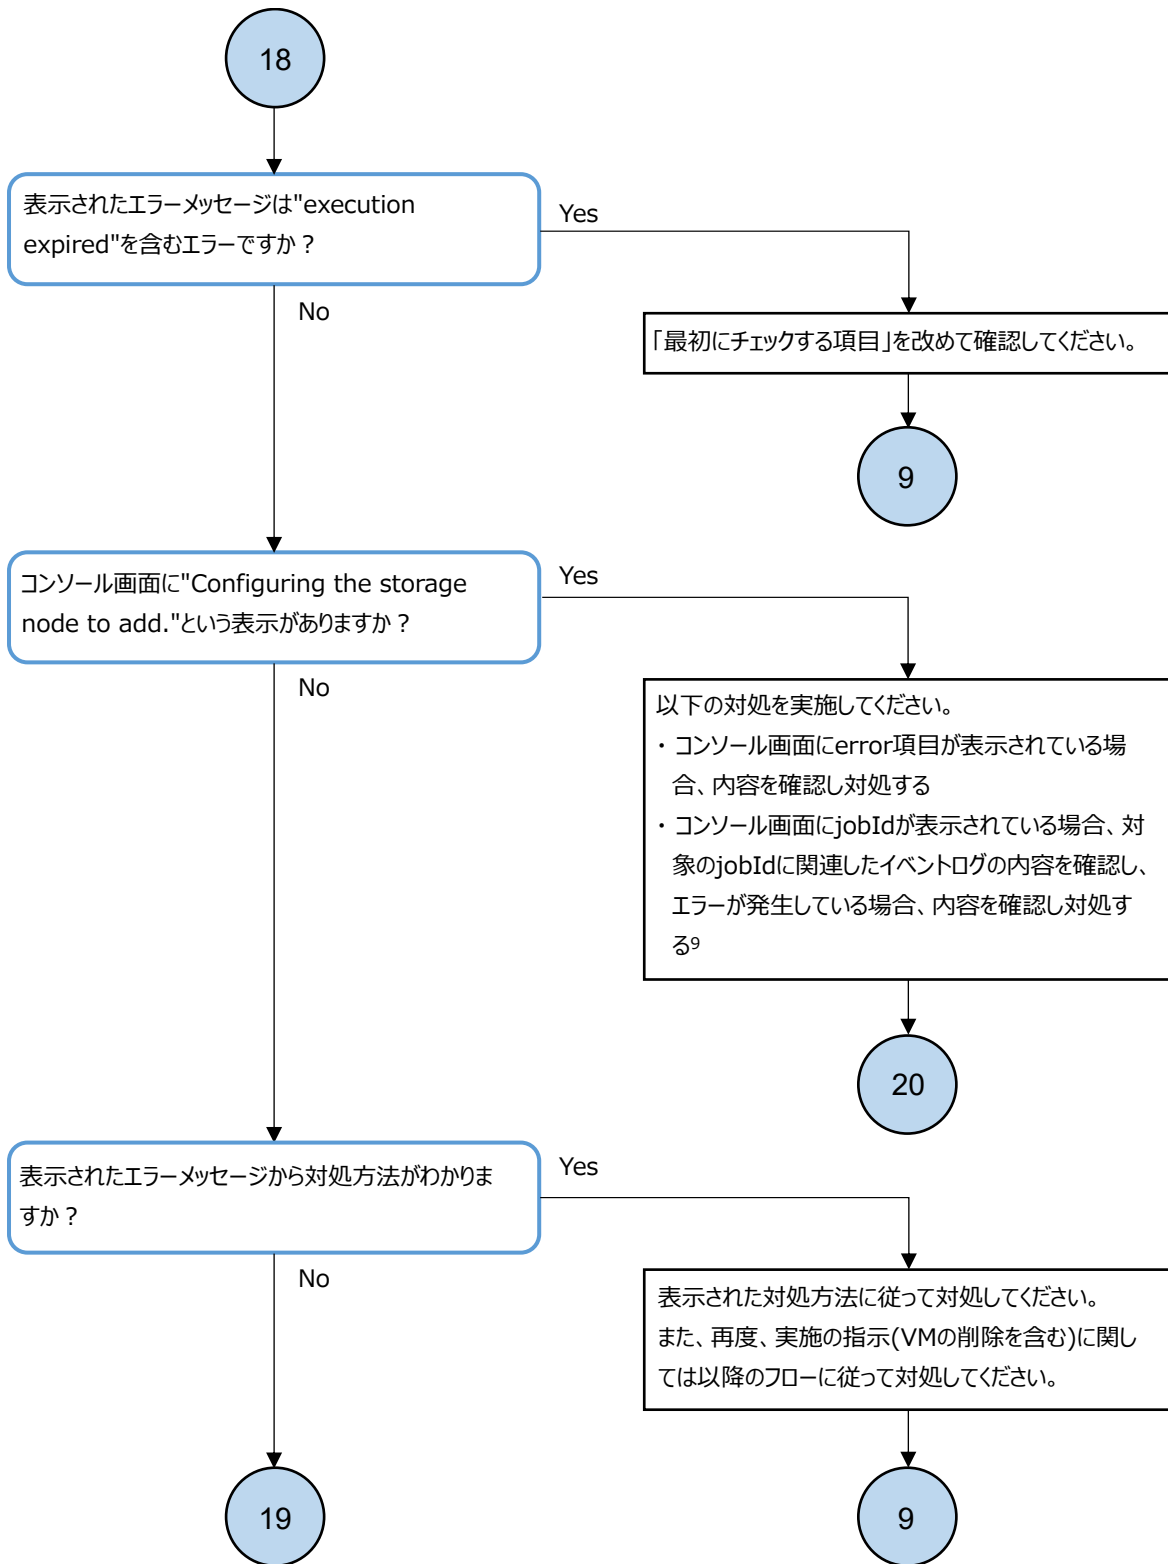 18
表示されたエラーメッセージは"execution
expired"を含むエラーですか？
Yes
No
「最初にチェックする項目」を改めて確認してください。
9
コンソール画面に"Configuring the storage
node to add."という表示がありますか？
Yes
No
以下の対処を実施してください。
・ コンソール画面にerror項目が表示されている場
合、内容を確認し対処する
・ コンソール画面にjobIdが表示されている場合、対
象のjobIdに関連したイベントログの内容を確認し、
エラーが発生している場合、内容を確認し対処す
る9
20
表示されたエラーメッセージから対処方法がわかりま
すか？
Yes
No
表示された対処方法に従って対処してください。
また、再度、実施の指示(VMの削除を含む)に関し
ては以降のフローに従って対処してください。
19
9